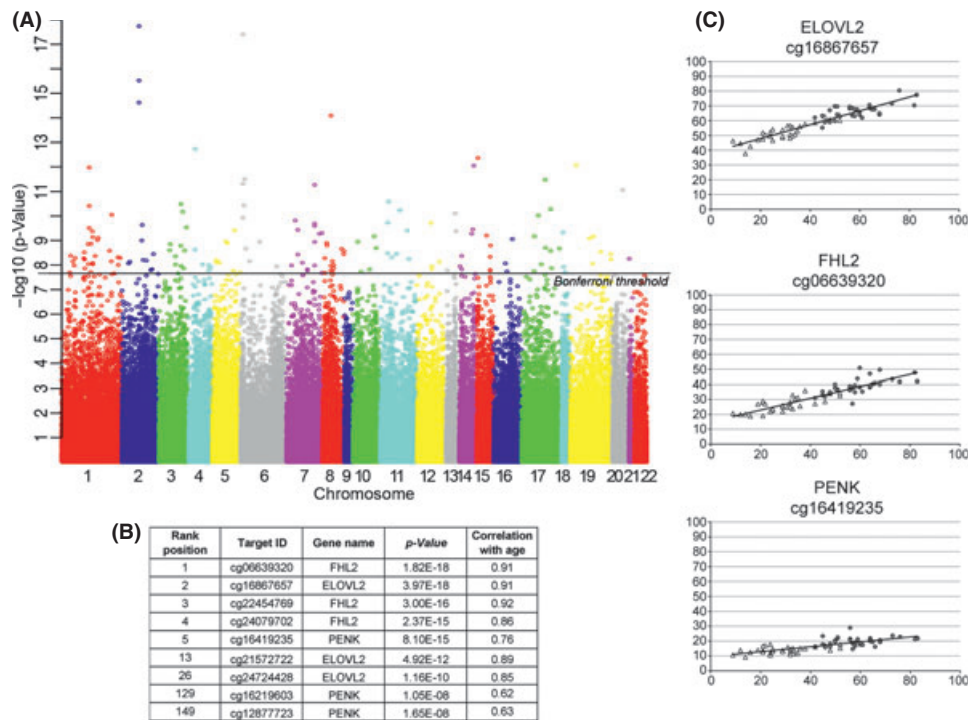 (A)
17
15
13
11
9
8
7
6
5
4
3
2
1
−log10 (p-Value)
Bonferroni threshold
1 2 3 4 5 6 7 8 9 10 11 12 13 14 15 16 17 18 19 20 21 22
Chromosome
(B)
Rank position Target ID Gene name p-Value Correlation with age
1 cg06639320 FHL2 1.82E-18 0.91
2 cg16867657 ELOVL2 3.97E-18 0.91
3 cg22454769 FHL2 3.00E-16 0.92
4 cg24079702 FHL2 2.37E-15 0.86
5 cg16419235 PENK 8.10E-15 0.76
13 cg21572722 ELOVL2 4.92E-12 0.89
26 cg24724428 ELOVL2 1.16E-10 0.85
129 cg16219603 PENK 1.05E-08 0.62
149 cg12877723 PENK 1.65E-08 0.63
(C)
ELOVL2
cg16867657
100
90
80
70
60
50
40
30
20
10
0
0 20 40 60 80 100
FHL2
cg06639320
100
90
80
70
60
50
40
30
20
10
0
0 20 40 60 80 100
PENK
cg16419235
100
90
80
70
60
50
40
30
20
10
0
0 20 40 60 80 100